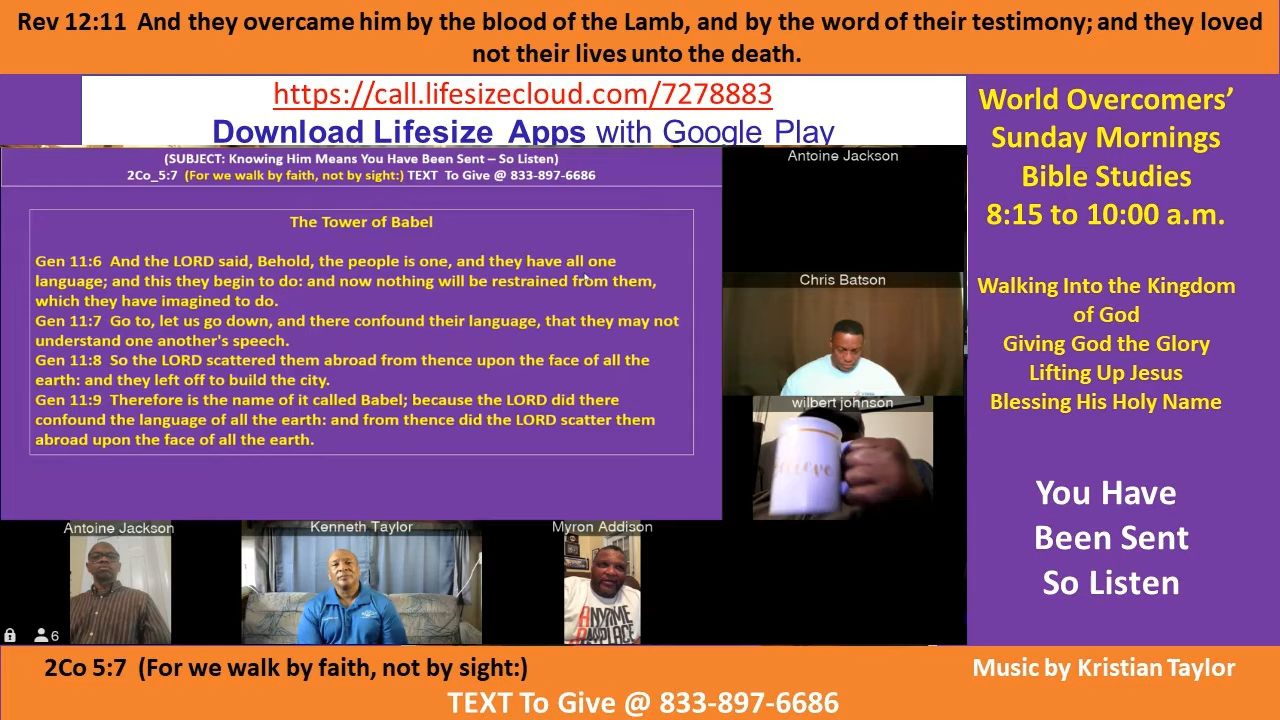 Rev 12:11  And they overcame him by the blood of the Lamb, and by the word of their testimony; and they loved
not their lives unto the death.
https://call.lifesizecloud.com/7278883
Download Lifesize Apps with Google Play
(SUBJECT: Knowing Him Means You Have Been Sent – So Listen)
2Co_5:7 (For we walk by faith, not by sight:) TEXT To Give @ 833-897-6686
The Tower of Babel
Gen 11:6 And the LORD said, Behold, the people is one, and they have all one
language; and this they begin to do: and now nothing will be restrained from them,
which they have imagined to do.
Gen 11:7 Go to, let us go down, and there confound their language, that they may not
understand one another's speech.
Gen 11:8 So the LORD scattered them abroad from thence upon the face of all the
earth: and they left off to build the city.
Gen 11:9 Therefore is the name of it called Babel; because the LORD did there
confound the language of all the earth: and from thence did the LORD scatter them
abroad upon the face of all the earth.
Antoine Jackson
Chris Batson
wilbert johnson
Antoine Jackson
Kenneth Taylor
Myron Addison
ANYTIME
ANYPLACE
6
World Overcomers’
Sunday Mornings
Bible Studies
8:15 to 10:00 a.m.
Walking Into the Kingdom
of God
Giving God the Glory
Lifting Up Jesus
Blessing His Holy Name
You Have
Been Sent
So Listen
2Co 5:7 (For we walk by faith, not by sight:)
Music by Kristian Taylor
TEXT To Give @ 833-897-6686